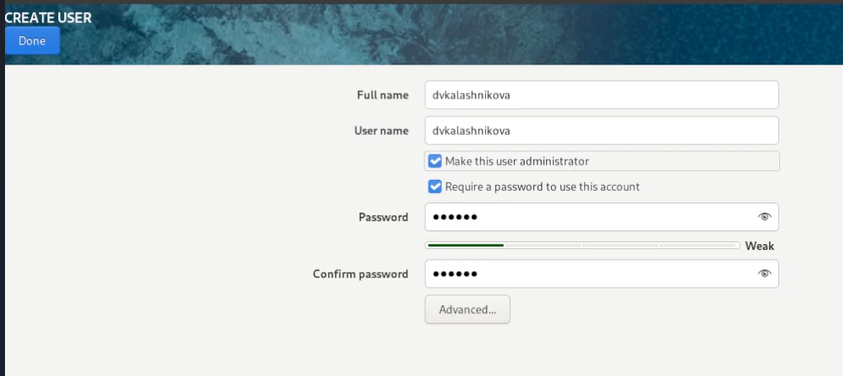 CREATE USER
Done
Full name
dvkalashnikova
User name
dvkalashnikova
Make this user administrator
Require a password to use this account
Password
••••••
Weak
Confirm password
••••••
Advanced...